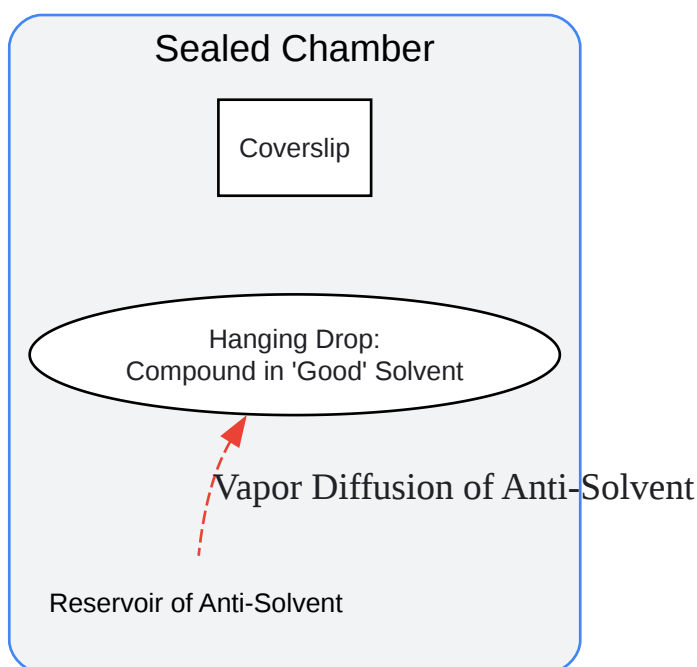 Sealed Chamber
Coverslip
Hanging Drop:
Compound in 'Good' Solvent
Vapor Diffusion of Anti-Solvent
Reservoir of Anti-Solvent